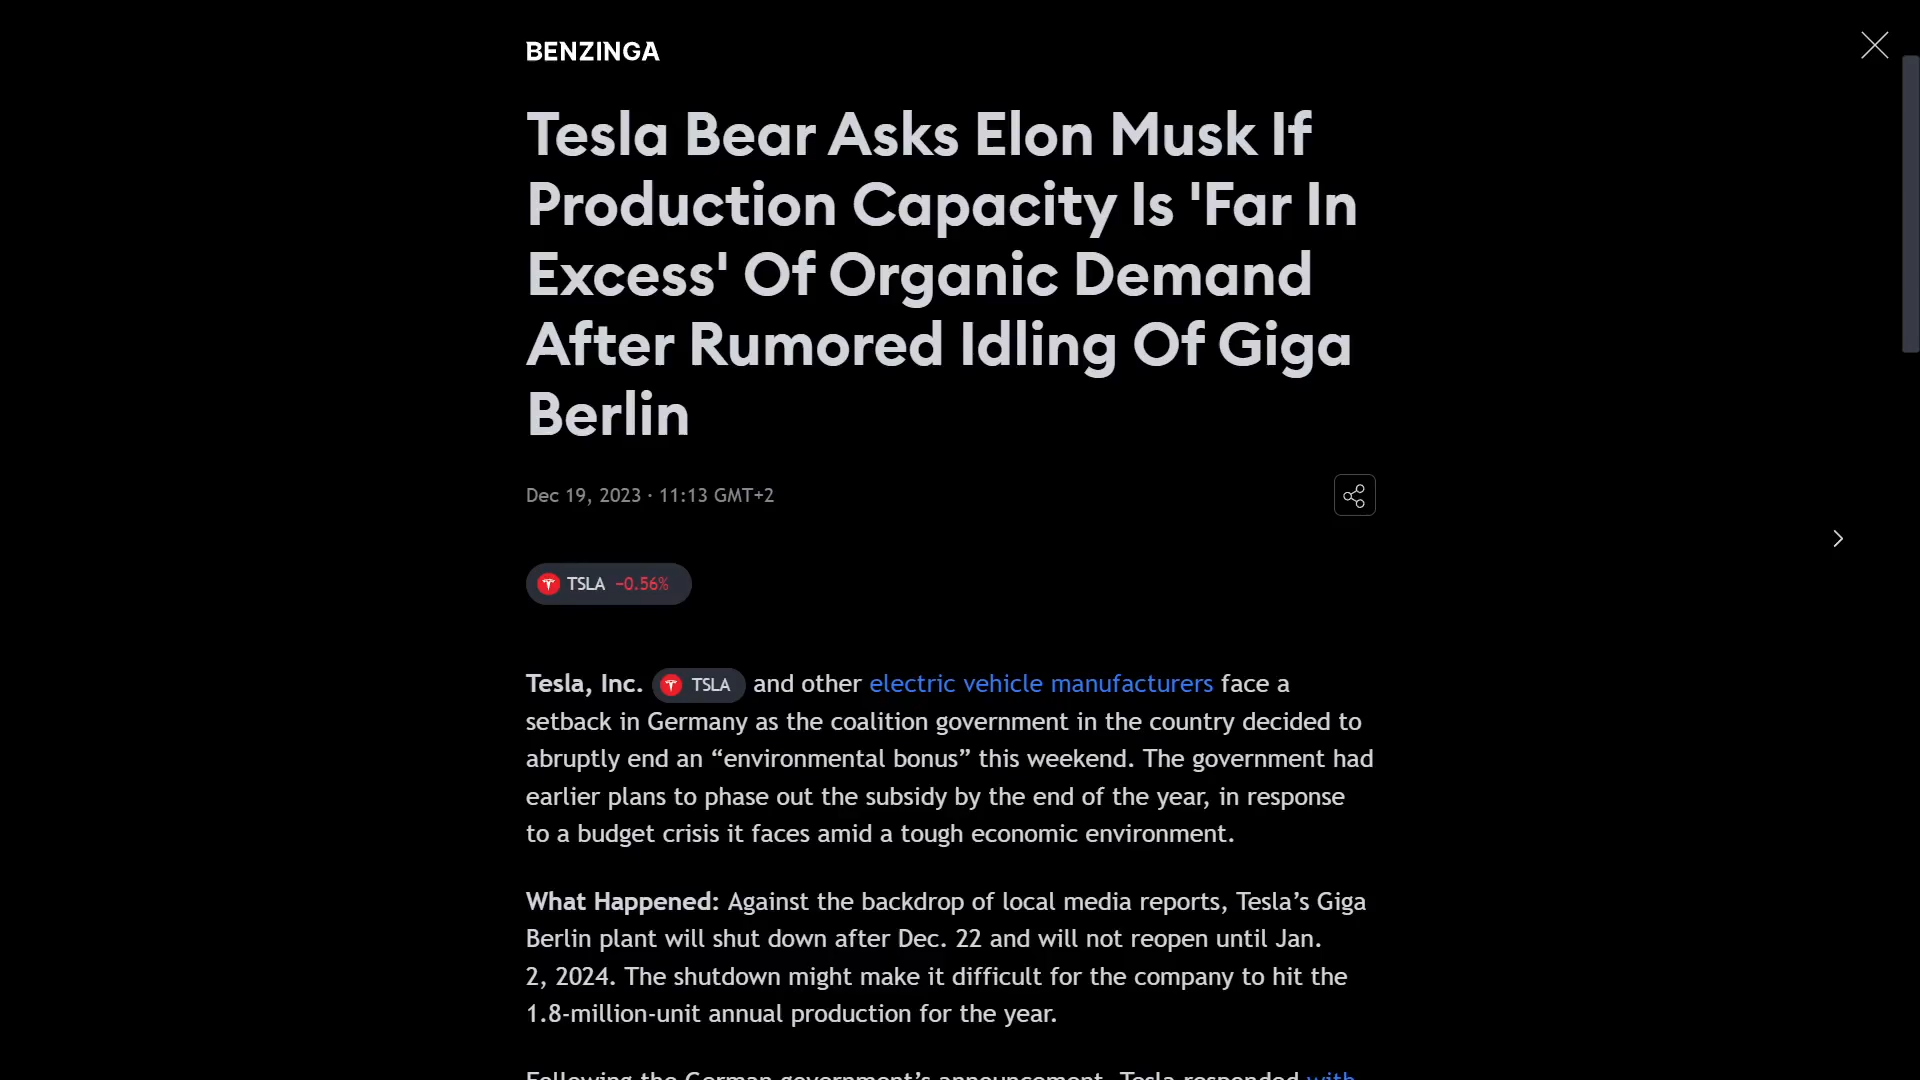 BENZINGA
Tesla Bear Asks Elon Musk If
Production Capacity Is 'Far In
Excess' Of Organic Demand
After Rumored Idling Of Giga
Berlin
Dec 19, 2023 · 11:13 GMT+2
TSLA −0.56%
Tesla, Inc. TSLA and other electric vehicle manufacturers face a
setback in Germany as the coalition government in the country decided to
abruptly end an “environmental bonus” this weekend. The government had
earlier plans to phase out the subsidy by the end of the year, in response
to a budget crisis it faces amid a tough economic environment.
What Happened: Against the backdrop of local media reports, Tesla’s Giga
Berlin plant will shut down after Dec. 22 and will not reopen until Jan.
2, 2024. The shutdown might make it difficult for the company to hit the
1.8-million-unit annual production for the year.
Following the German government’s announcement, Tesla responded with